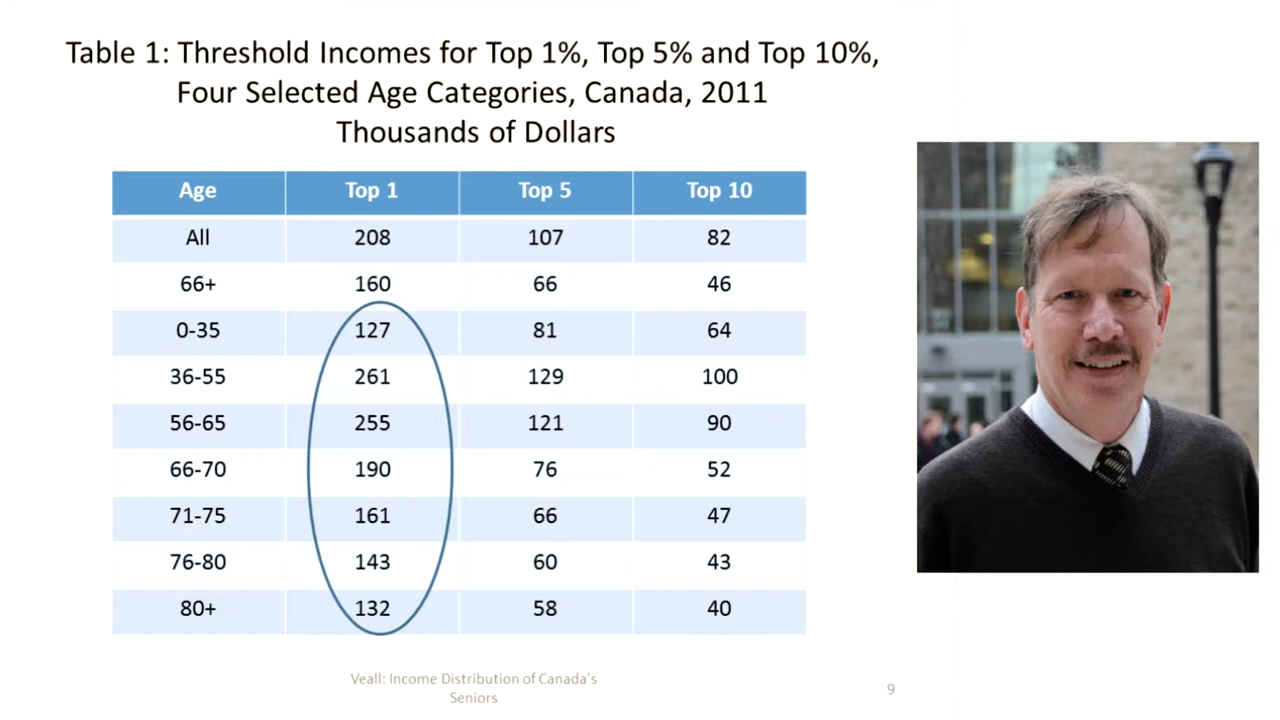 Table 1: Threshold Incomes for Top 1%, Top 5% and Top 10%,
Four Selected Age Categories, Canada, 2011
Thousands of Dollars
Age Top 1 Top 5 Top 10
All 208 107 82
66+ 160 66 46
0-35 127 81 64
36-55 261 129 100
56-65 255 121 90
66-70 190 76 52
71-75 161 66 47
76-80 143 60 43
80+ 132 58 40
Veall: Income Distribution of Canada's
Seniors
9